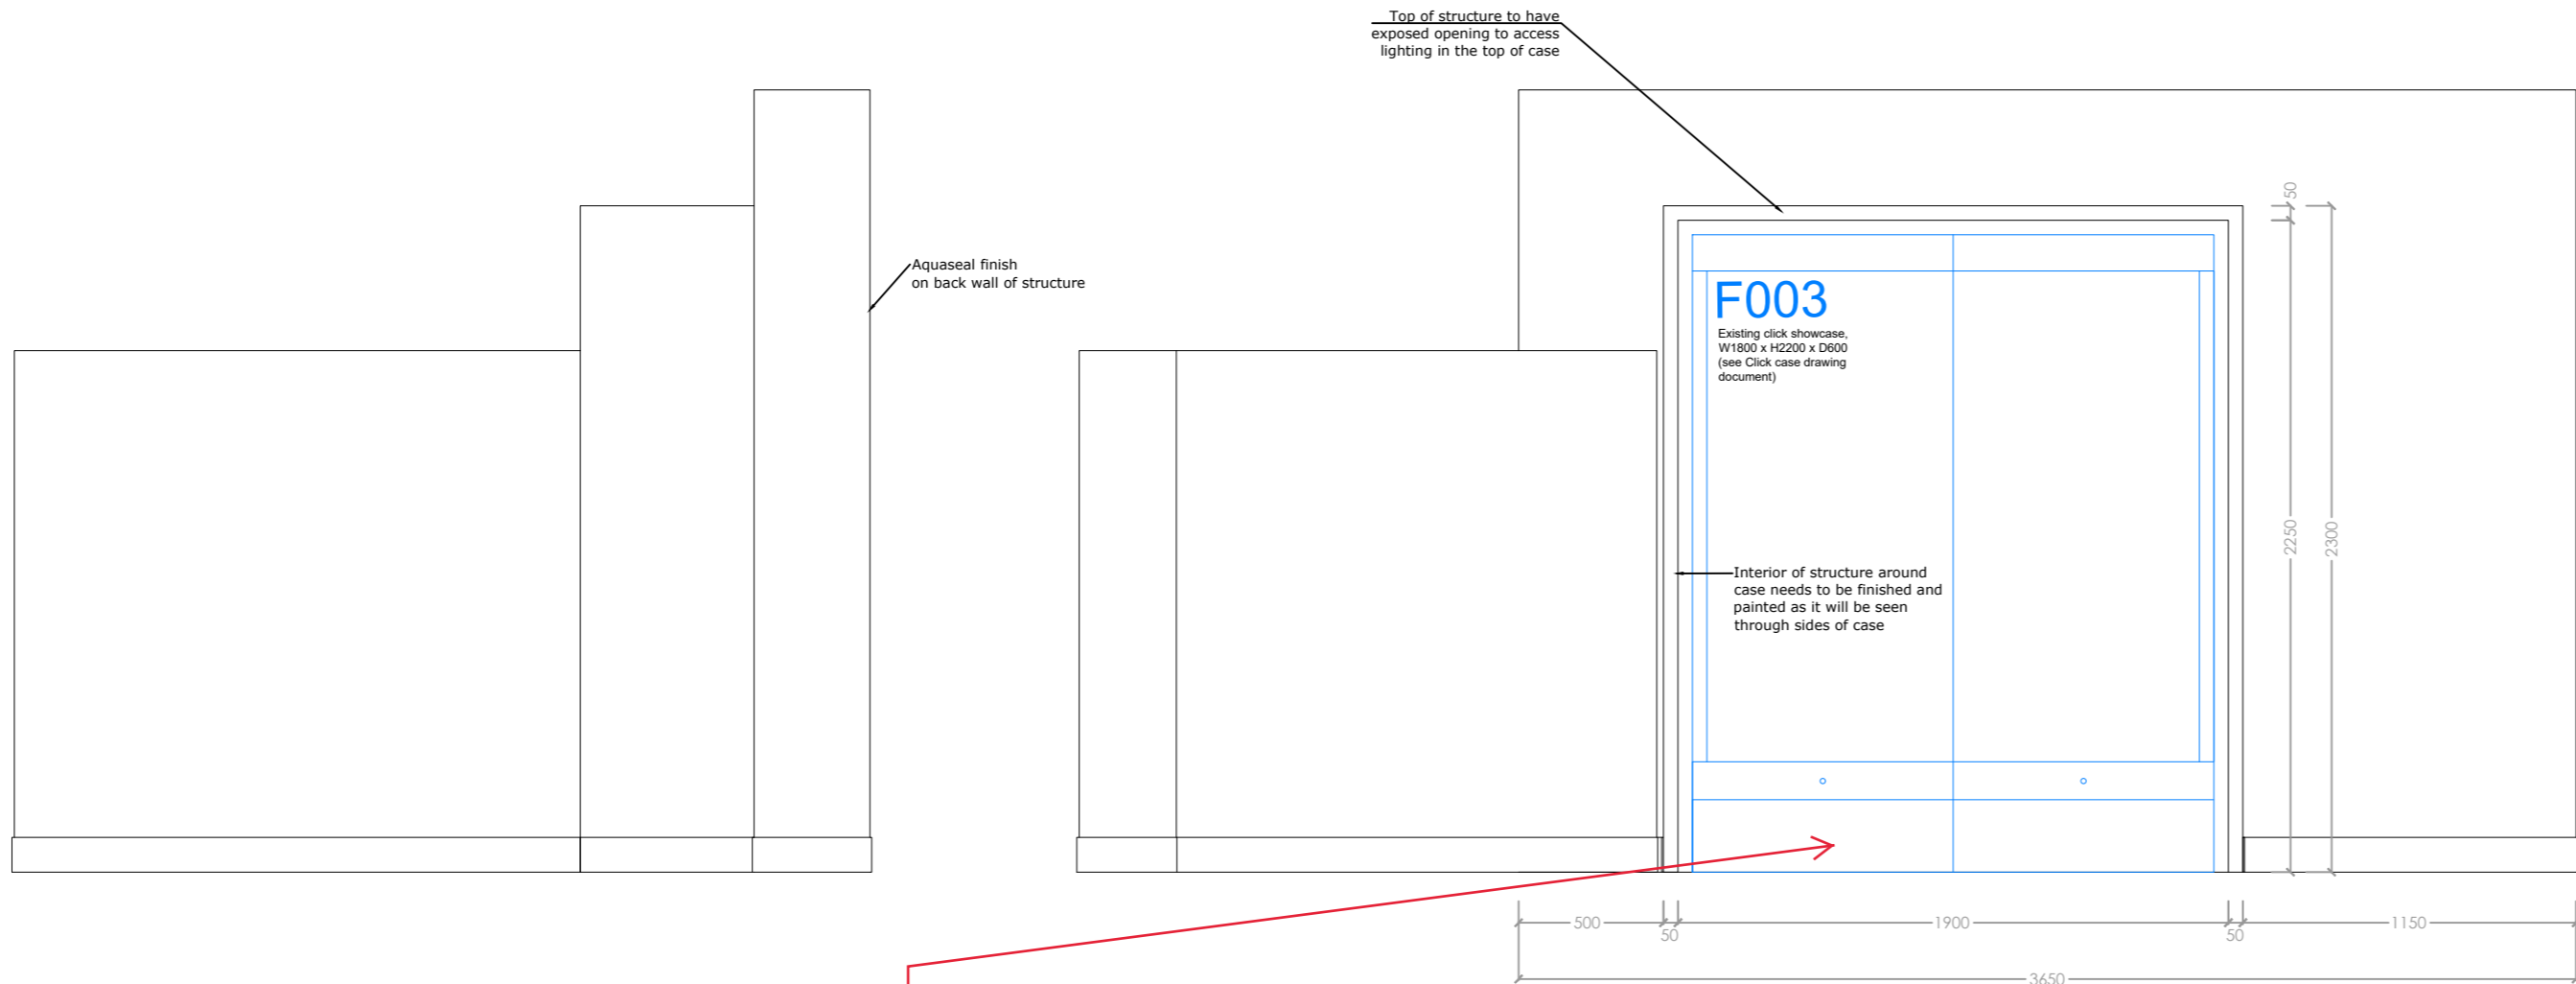 Top of structure to have
exposed opening to access
lighting in the top of case
Aquaseal finish
on back wall of structure
F003
Existing click showcase,
W1800 x H2200 x D600
(see Click case drawing
document)
Interior of structure around
case needs to be finished and
painted as it will be seen
through sides of case
50
2250
2300
500
50
1900
50
1150
3650